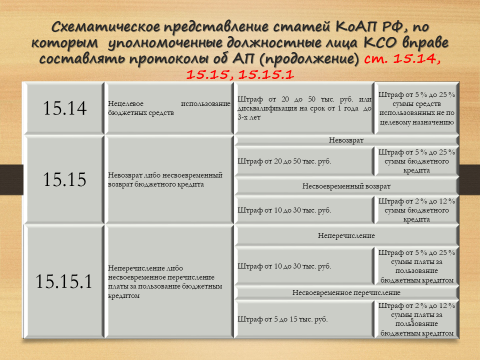 Схематическое представление статей КоАП РФ, по
которым уполномоченные должностные лица КСО вправе
составлять протоколы об АП (продолжение) ст. 15.14,
15.15, 15.15.1
15.14
Нецелевое использование
бюджетных средств
Штраф от 20 до 50 тыс. руб. или
дисквалификация на срок от 1 года до
3-х лет
Штраф от 5 % до 25 %
суммы средств
использованных не по
целевому назначению
15.15
Невозврат либо несвоевременный
возврат бюджетного кредита
Невозврат
Штраф от 20 до 50 тыс. руб.
Штраф от 5 % до 25 %
суммы бюджетного
кредита
Несвоевременный возврат
Штраф от 10 до 30 тыс. руб.
Штраф от 2 % до 12 %
суммы бюджетного
кредита
15.15.1
Неперечисление либо
несвоевременное перечисление
платы за пользование бюджетным
кредитом
Неперечисление
Штраф от 10 до 30 тыс. руб.
Штраф от 5 % до 25 %
суммы платы за
пользование
бюджетным кредитом
Несвоевременное перечисление
Штраф от 5 до 15 тыс. руб.
Штраф от 2 % до 12 %
суммы платы за
пользование
бюджетным кредитом